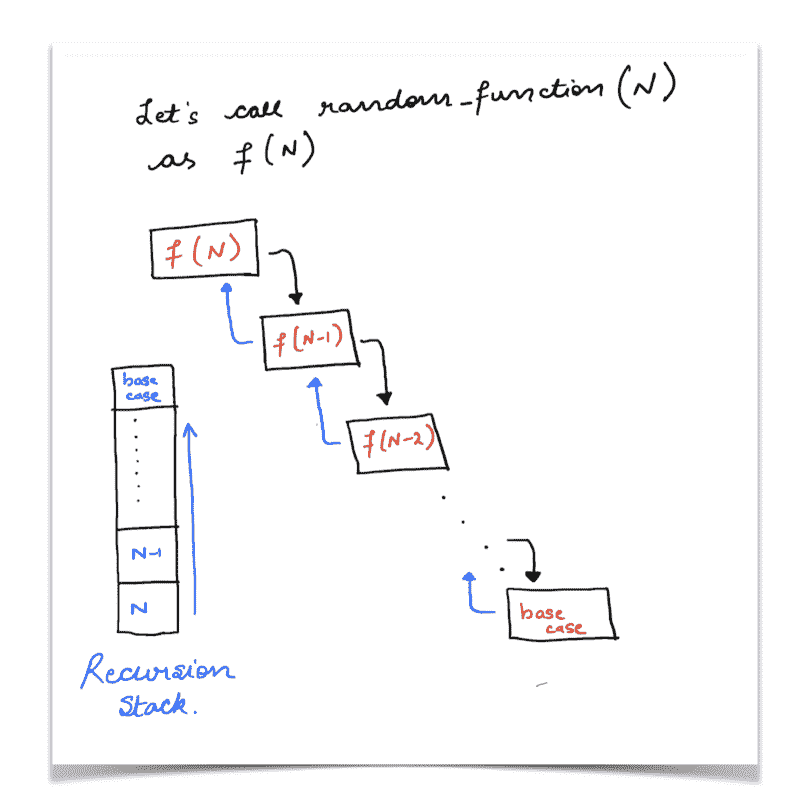 Let's call random_function(N)
as f(N)
f(N)
f(N-1)
f(N-2)
base
case
base
case
N-1
N
Recursion
Stack.